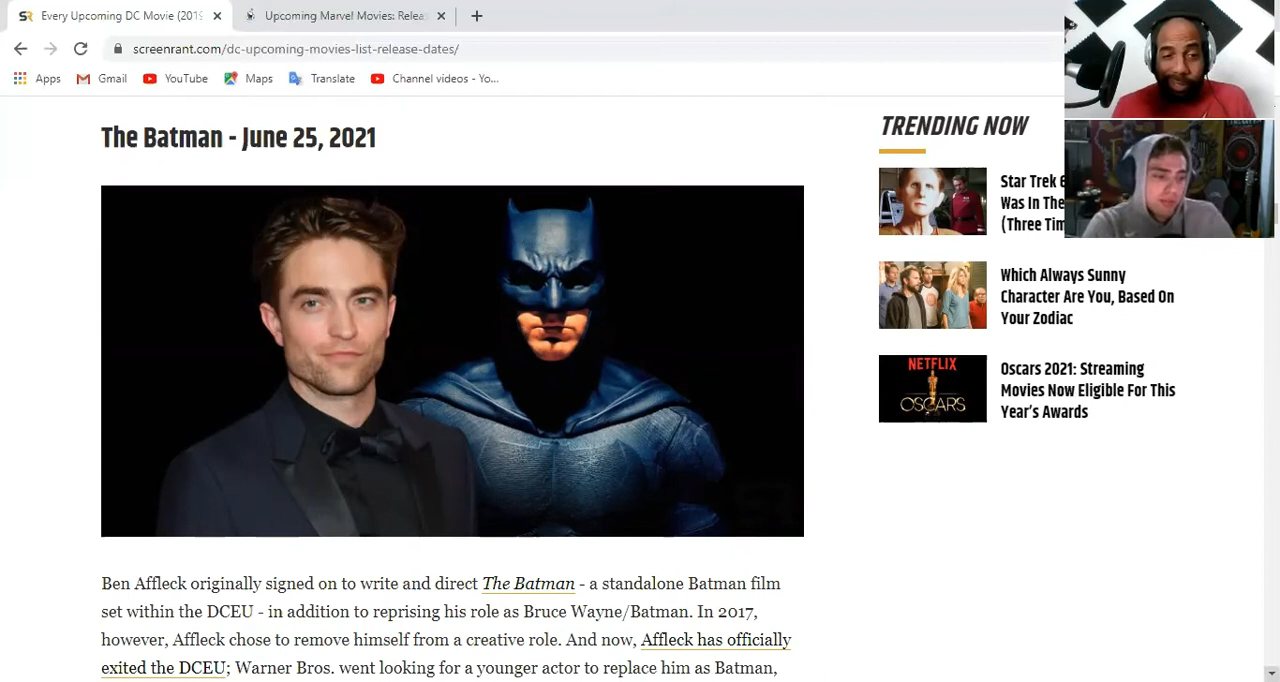 Every Upcoming DC Movie (2019
Upcoming Marvel Movies: Relea
screenrant.com/dc-upcoming-movies-list-release-dates/
Apps Gmail YouTube Maps Translate Channel videos - Yo...
The Batman - June 25, 2021
Ben Affleck originally signed on to write and direct The Batman - a standalone Batman film
set within the DCEU - in addition to reprising his role as Bruce Wayne/Batman. In 2017,
however, Affleck chose to remove himself from a creative role. And now, Affleck has officially
exited the DCEU; Warner Bros. went looking for a younger actor to replace him as Batman,
TRENDING NOW
Star Trek 6
Was In The
(Three Tim
Which Always Sunny
Character Are You, Based On
Your Zodiac
NETFLIX
OSCARS
Oscars 2021: Streaming
Movies Now Eligible For This
Year's Awards
SR